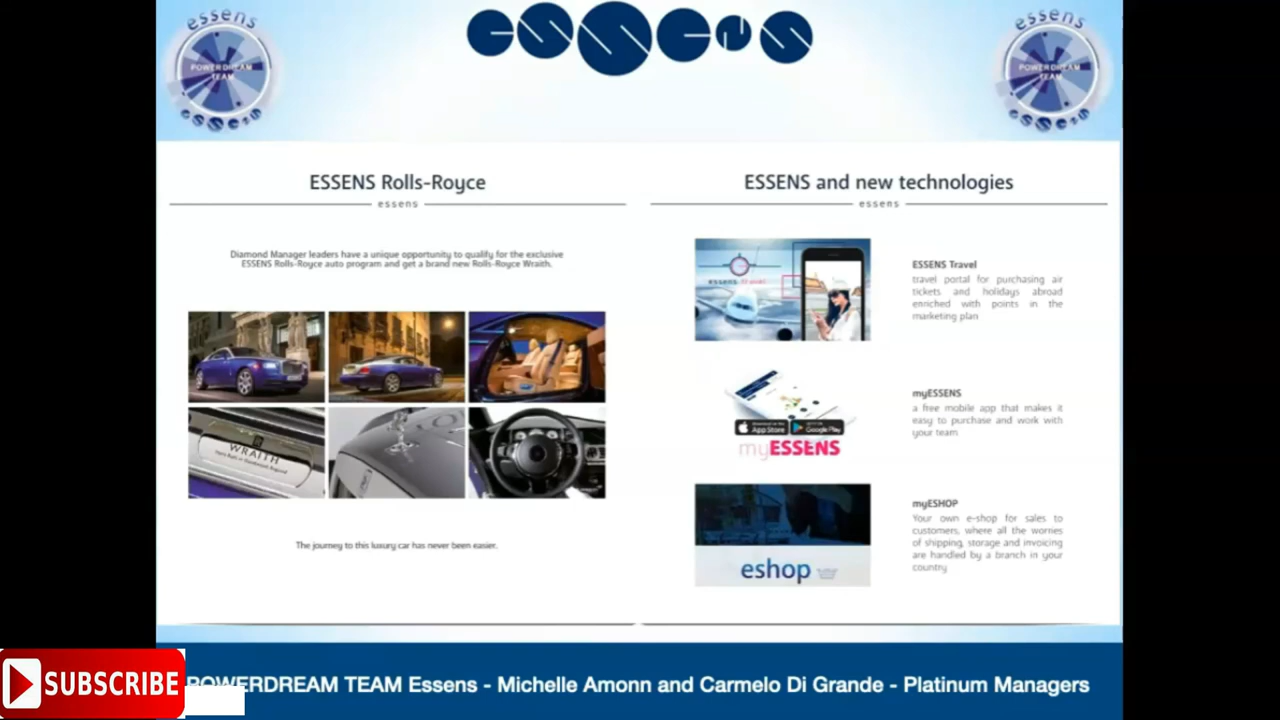 essens
POWER DREAM
TEAM
essens
essens
essens
POWER DREAM
TEAM
essens
ESSENS Rolls-Royce
essens
Diamond Manager leaders have a unique opportunity to qualify for the exclusive
ESSENS Rolls-Royce auto program and get a brand new Rolls-Royce Wraith.
WRAITH
The journey to this luxury car has never been easier.
ESSENS and new technologies
essens
essens
ESSENS Travel
travel portal for purchasing air
tickets and holidays abroad
enriched with points in the
marketing plan
App Store
Google Play
myESSENS
myESSENS
a free mobile app that makes it
easy to purchase and work with
your team
eshop
myESHOP
Your own e-shop for sales to
customers, where all the worries
of shipping, storage and invoicing
are handled by a branch in your
country
SUBSCRIBE
POWERDREAM TEAM Essens - Michelle Amonn and Carmelo Di Grande - Platinum Managers